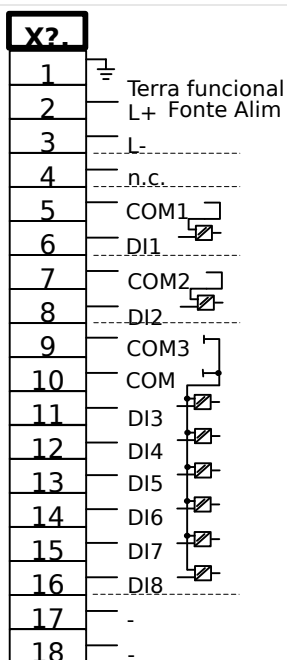 X?.
1
Terra funcional
2 L+ Fonte Alim
3 L-
4 n.c.
5 COM1
6 DI1
7 COM2
8 DI2
9 COM3
10 COM
11 DI3
12 DI4
13 DI5
14 DI6
15 DI7
16 DI8
17 -
18 -